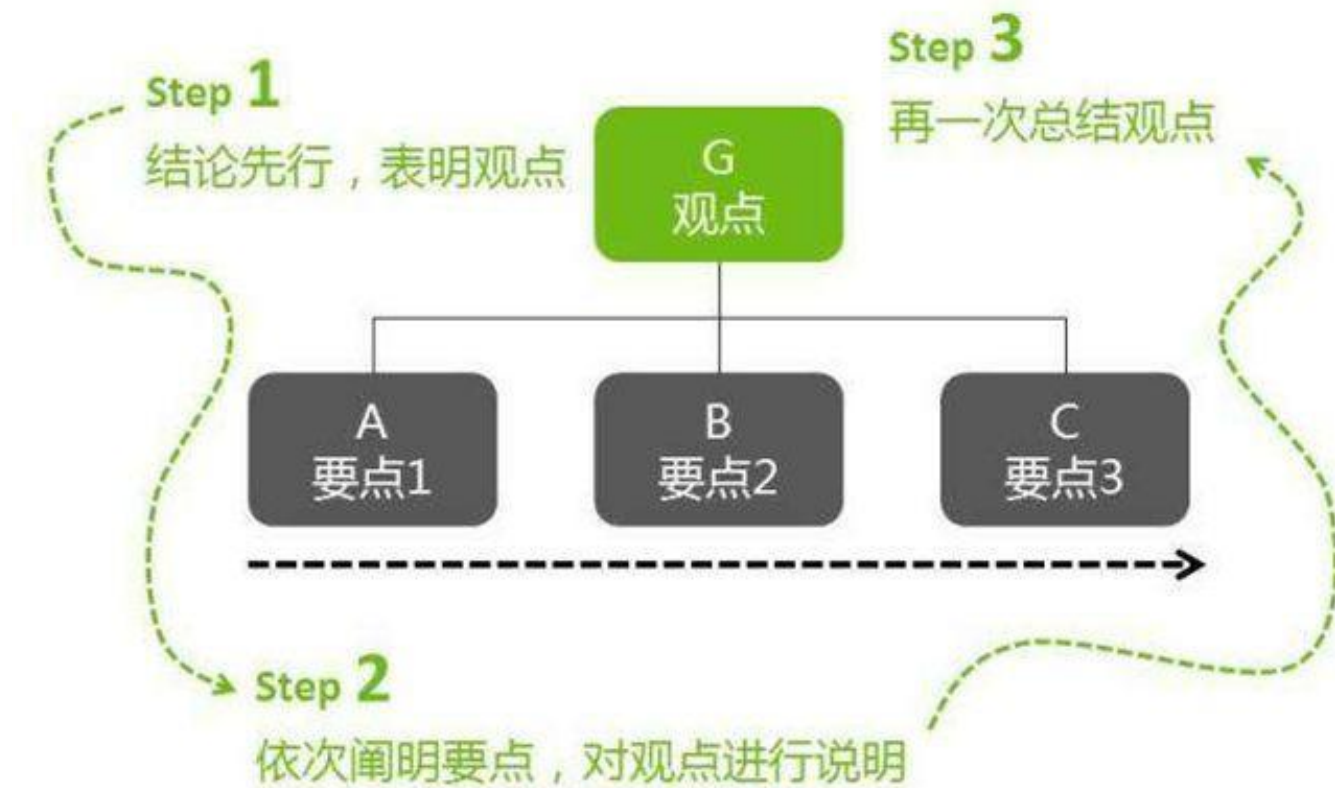 Step 1
结论先行，表明观点
Step 3
再一次总结观点
G
观点
A
要点1
B
要点2
C
要点3
Step 2
依次阐明要点，对观点进行说明